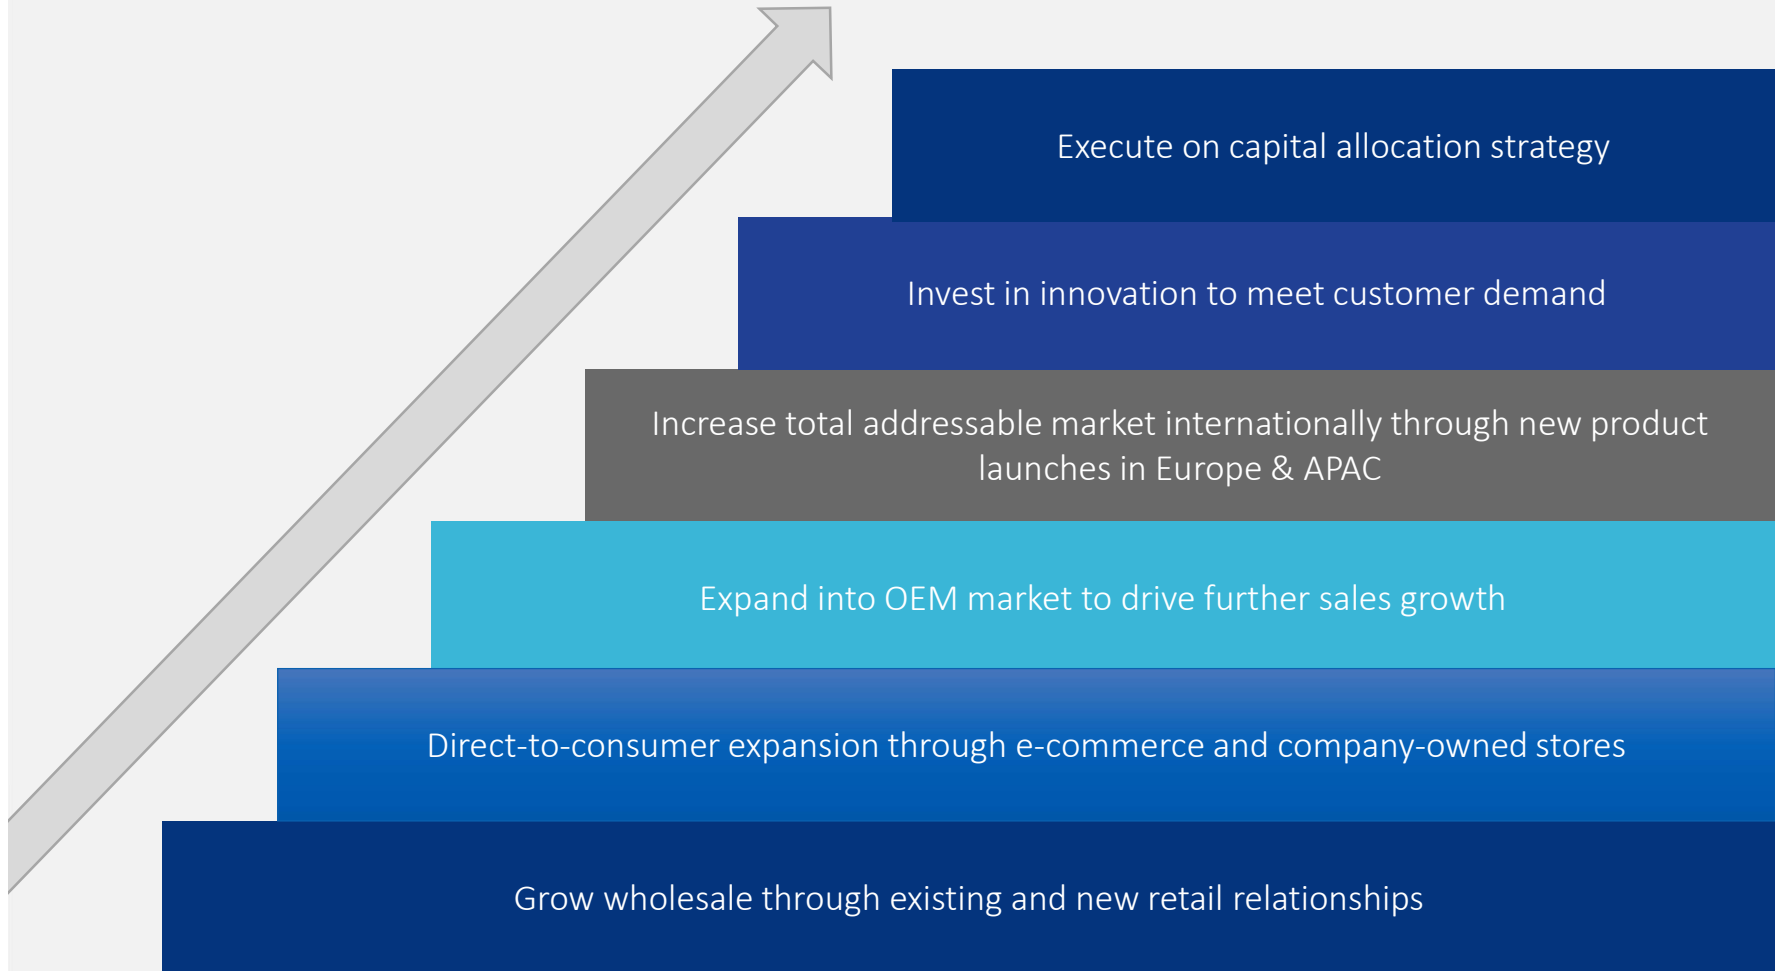 Execute on capital allocation strategy
Invest in innovation to meet customer demand
Increase total addressable market internationally through new product
launches in Europe & APAC
Expand into OEM market to drive further sales growth
Direct-to-consumer expansion through e-commerce and company-owned stores
Grow wholesale through existing and new retail relationships